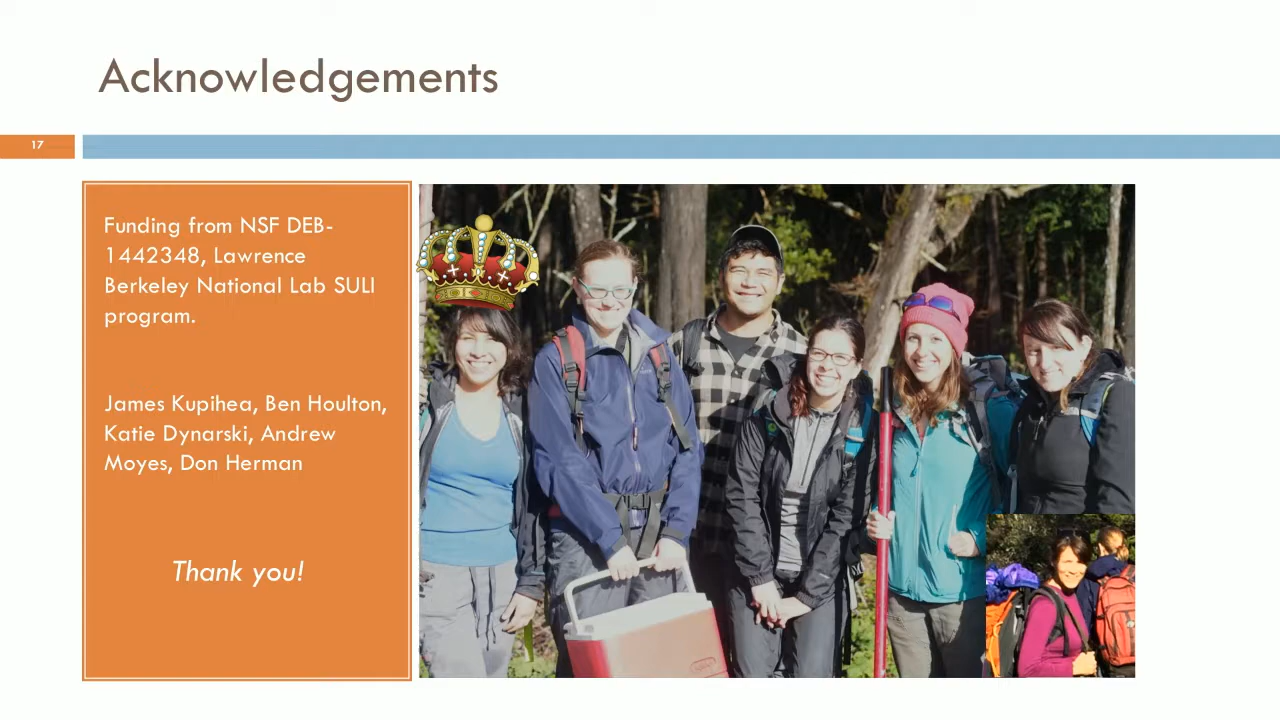 Acknowledgements
17
Funding from NSF DEB-
1442348, Lawrence
Berkeley National Lab SULI
program.
James Kupihea, Ben Houlton,
Katie Dynarski, Andrew
Moyes, Don Herman
Thank you!